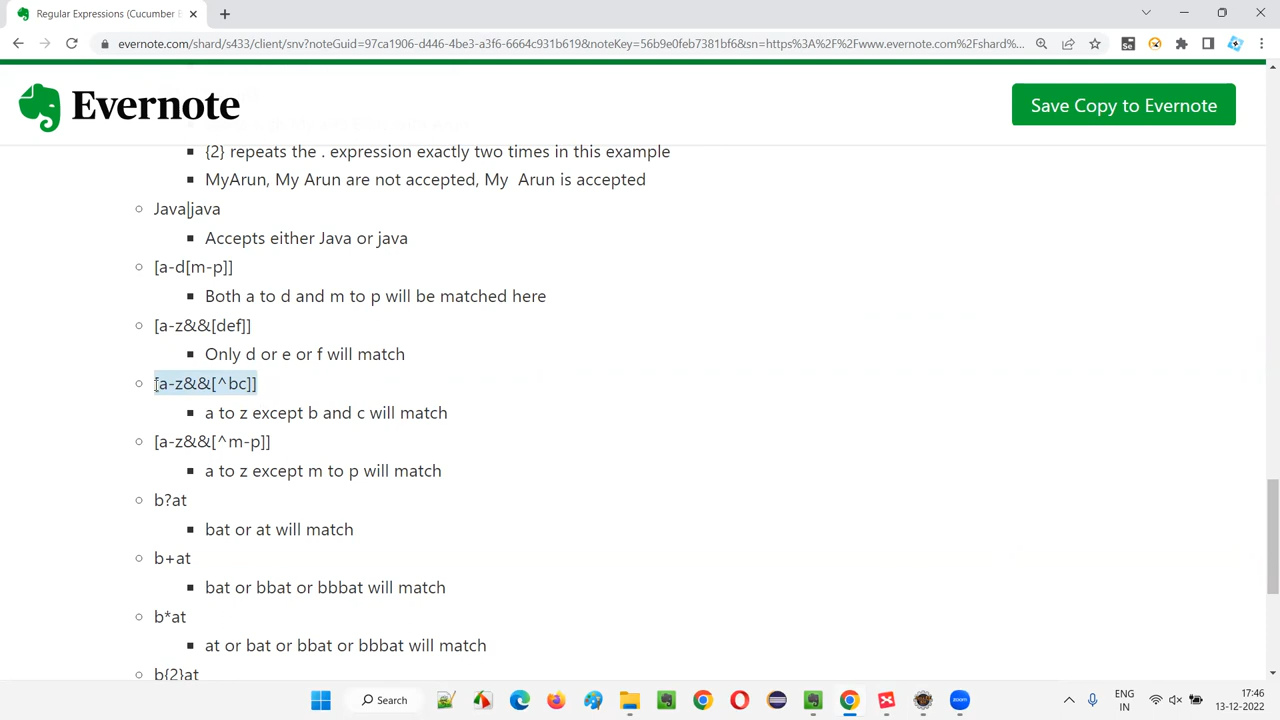 Regular Expressions (Cucumber E
evernote.com/shard/s433/client/snv?noteGuid=97ca1906-d446-4be3-a3f6-6664c931b619&noteKey=56b9e0feb7381bf6&sn=https%3A%2F%2Fwww.evernote.com%2Fshard%...
Evernote
Save Copy to Evernote
{2} repeats the . expression exactly two times in this example
MyArun, My Arun are not accepted, My  Arun is accepted
Java|java
Accepts either Java or java
[a-d[m-p]]
Both a to d and m to p will be matched here
[a-z&&[def]]
Only d or e or f will match
[a-z&&[^bc]]
a to z except b and c will match
[a-z&&[^m-p]]
a to z except m to p will match
b?at
bat or at will match
b+at
bat or bbat or bbbat will match
b*at
at or bat or bbat or bbbat will match
b{2}at
Search
ENG
IN
17:46
13-12-2022